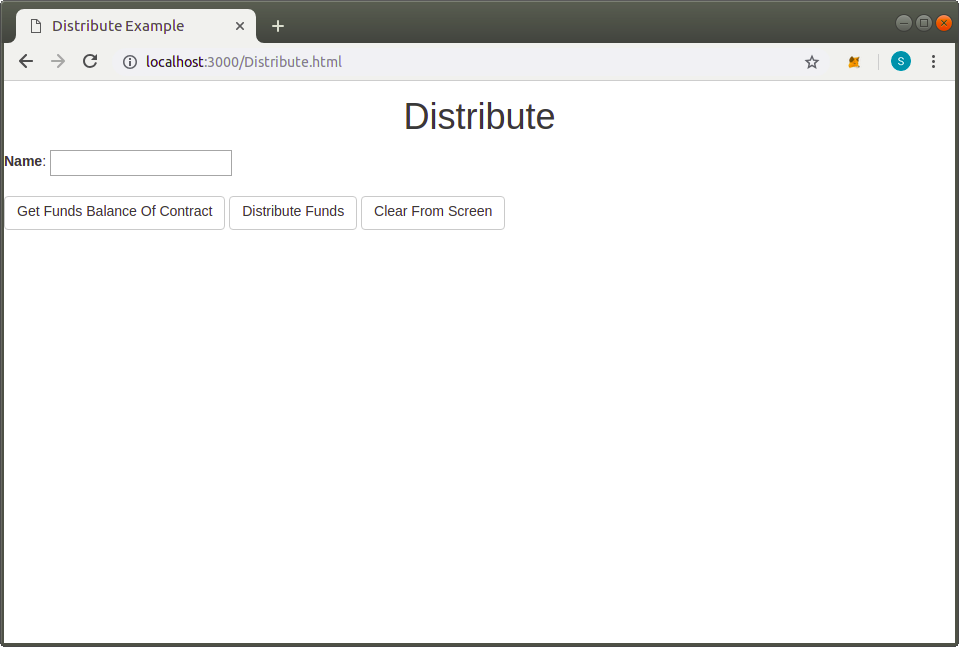 Distribute Example
localhost:3000/Distribute.html
S
Distribute
Name:
Get Funds Balance Of Contract Distribute Funds Clear From Screen